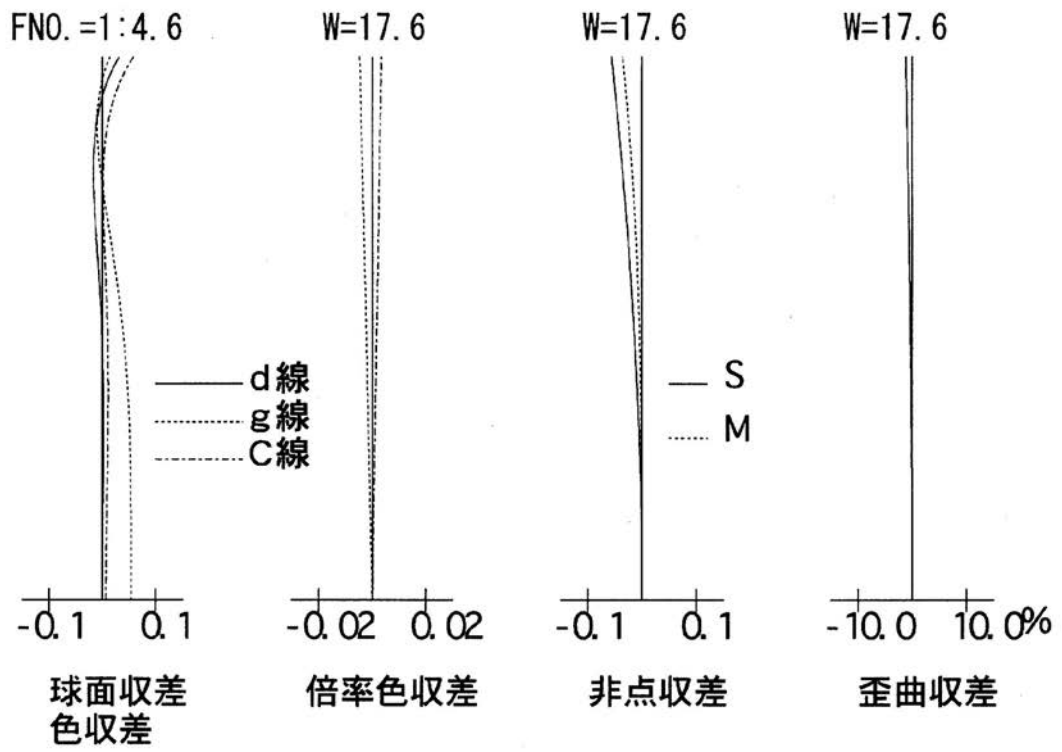 FNO.=1:4.6
W=17.6
W=17.6
W=17.6
d線
g線
C線
S
M
-0.1 0.1
-0.02 0.02
-0.1 0.1
-10.0 10.0%
球面収差
色収差
倍率色収差
非点収差
歪曲収差